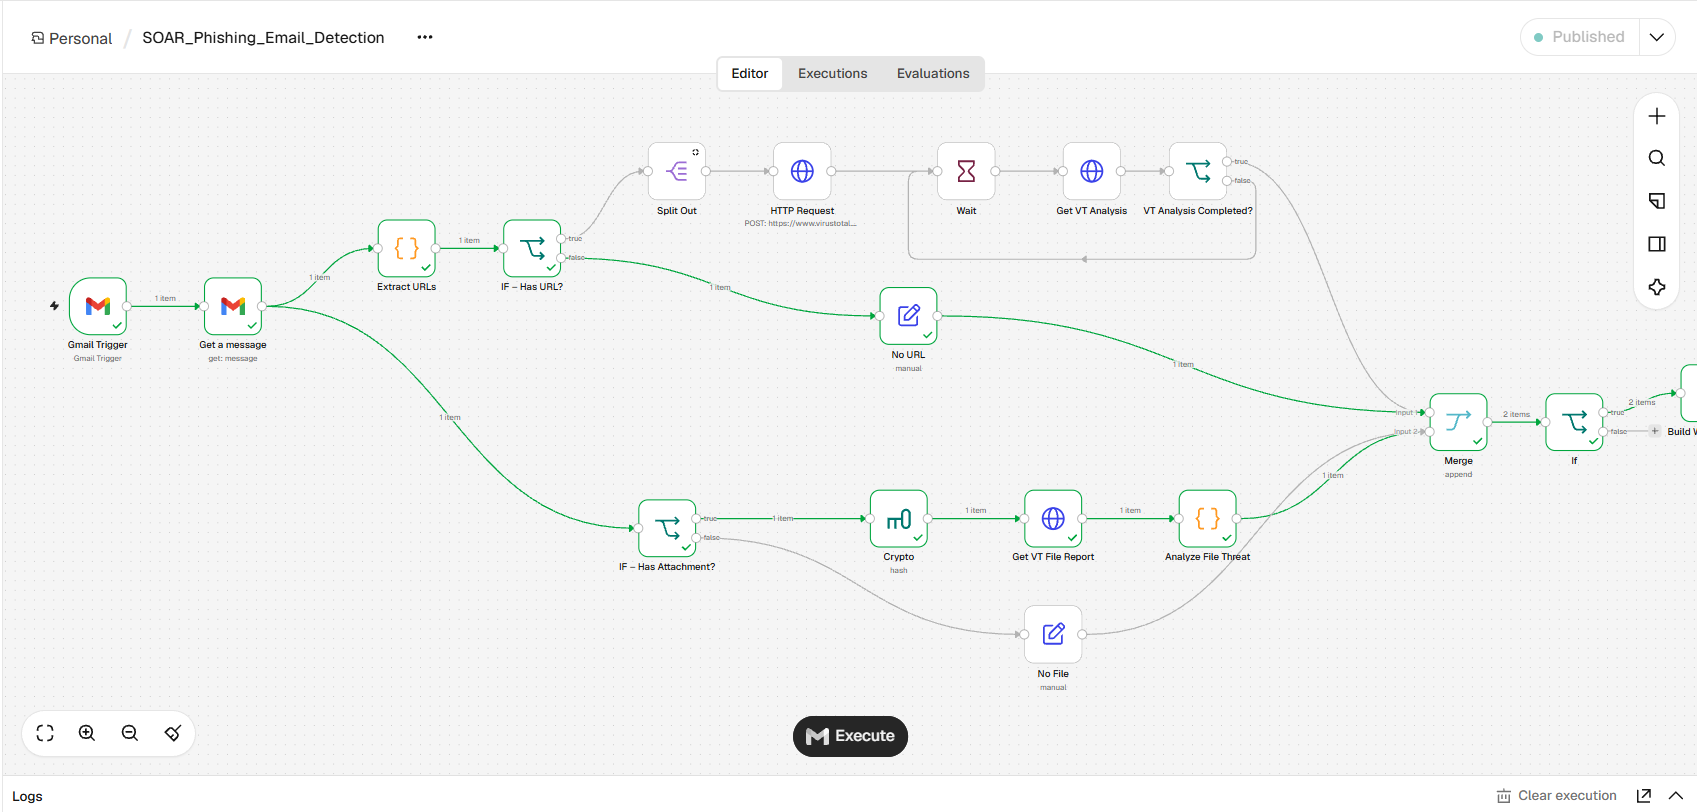 Personal / SOAR_Phishing_Email_Detection ...
Published
Editor Executions Evaluations
true
false
Split Out
HTTP Request
POST: https://www.virustotal....
Wait
Get VT Analysis
VT Analysis Completed?
1 item
1 item
true
false
Extract URLs
IF – Has URL?
1 item
1 item
Gmail Trigger
Gmail Trigger
Get a message
get: message
1 item
No URL
manual
1 item
1 item
Input 1
Input 2
2 items
true
false
2 items
Merge
append
If
Build W
1 item
true
false
1 item
1 item
1 item
IF – Has Attachment?
Crypto
hash
Get VT File Report
Analyze File Threat
No File
manual
Execute
Logs
Clear execution